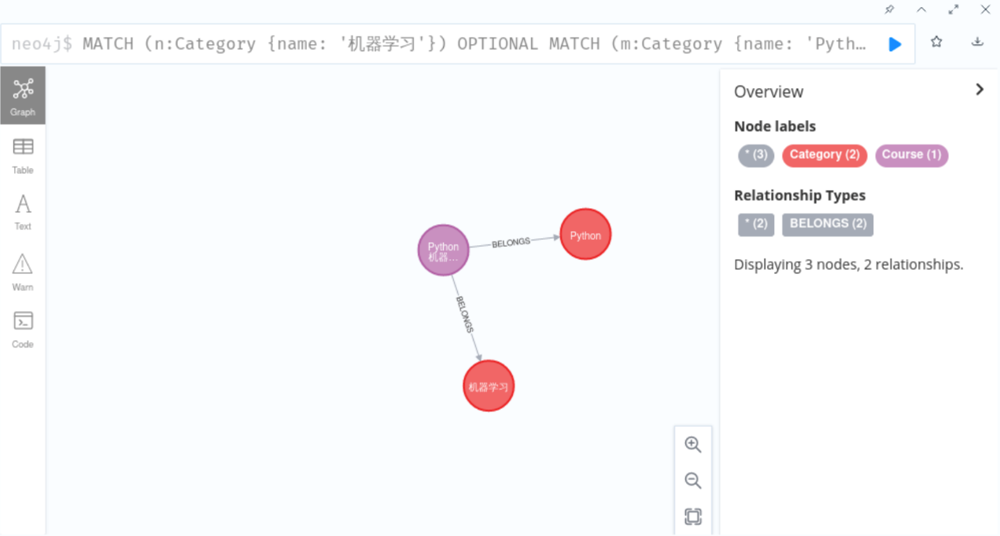 neo4j$ MATCH (n:Category {name: '机器学习'}) OPTIONAL MATCH (m:Category {name: 'Pyth…
Graph
Table
Text
Warn
Code
Python
机器...
BELONGS
Python
BELONGS
机器学习
Overview
Node labels
* (3) Category (2) Course (1)
Relationship Types
* (2) BELONGS (2)
Displaying 3 nodes, 2 relationships.